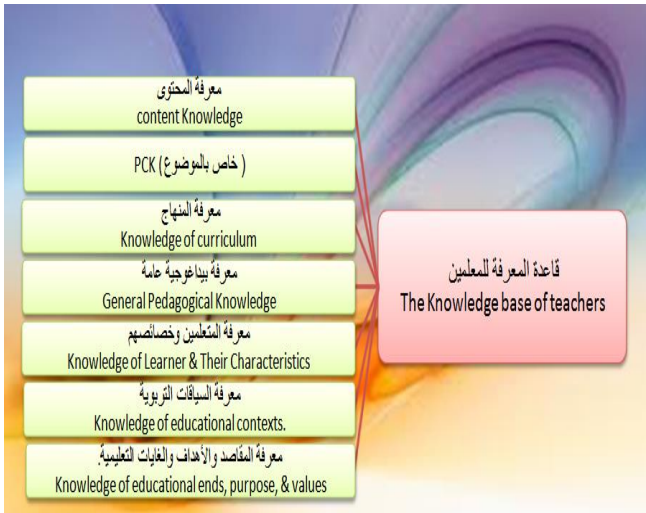 معرفة المحتوى
content Knowledge
PCK (خاص بالموضوع )
معرفة المنهاج
Knowledge of curriculum
معرفة بيداغوجية عامة
General Pedagogical Knowledge
معرفة المتعلمين وخصائصهم
Knowledge of Learner & Their Characteristics
معرفة السياقات التربوية
Knowledge of educational contexts.
معرفة المقاصد والأهداف والغايات التعليمية.
Knowledge of educational ends, purpose, & values
قاعدة المعرفة للمعلمين
The Knowledge base of teachers